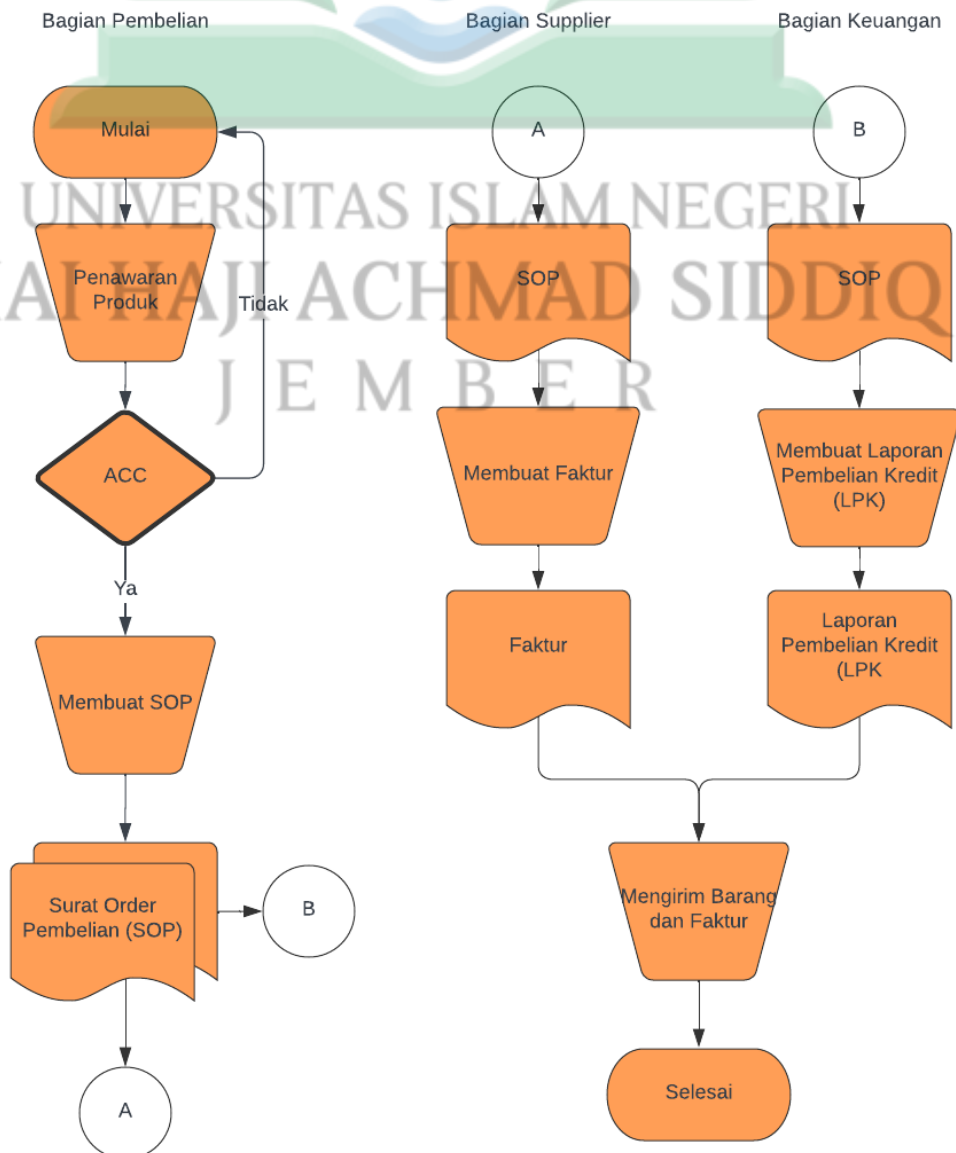 Bagian Pembelian
Bagian Supplier
Bagian Keuangan
Mulai
Penawaran
Produk
Tidak
ACC
Ya
Membuat SOP
Surat Order
Pembelian (SOP)
B
A
A
SOP
Membuat Faktur
Faktur
B
SOP
Membuat Laporan
Pembelian Kredit
(LPK)
Laporan
Pembelian Kredit
(LPK
Mengirim Barang
dan Faktur
Selesai
UNIVERSITAS ISLAM NEGERI
AI HAJI ACHMAD SIDDIQ
JEMBER